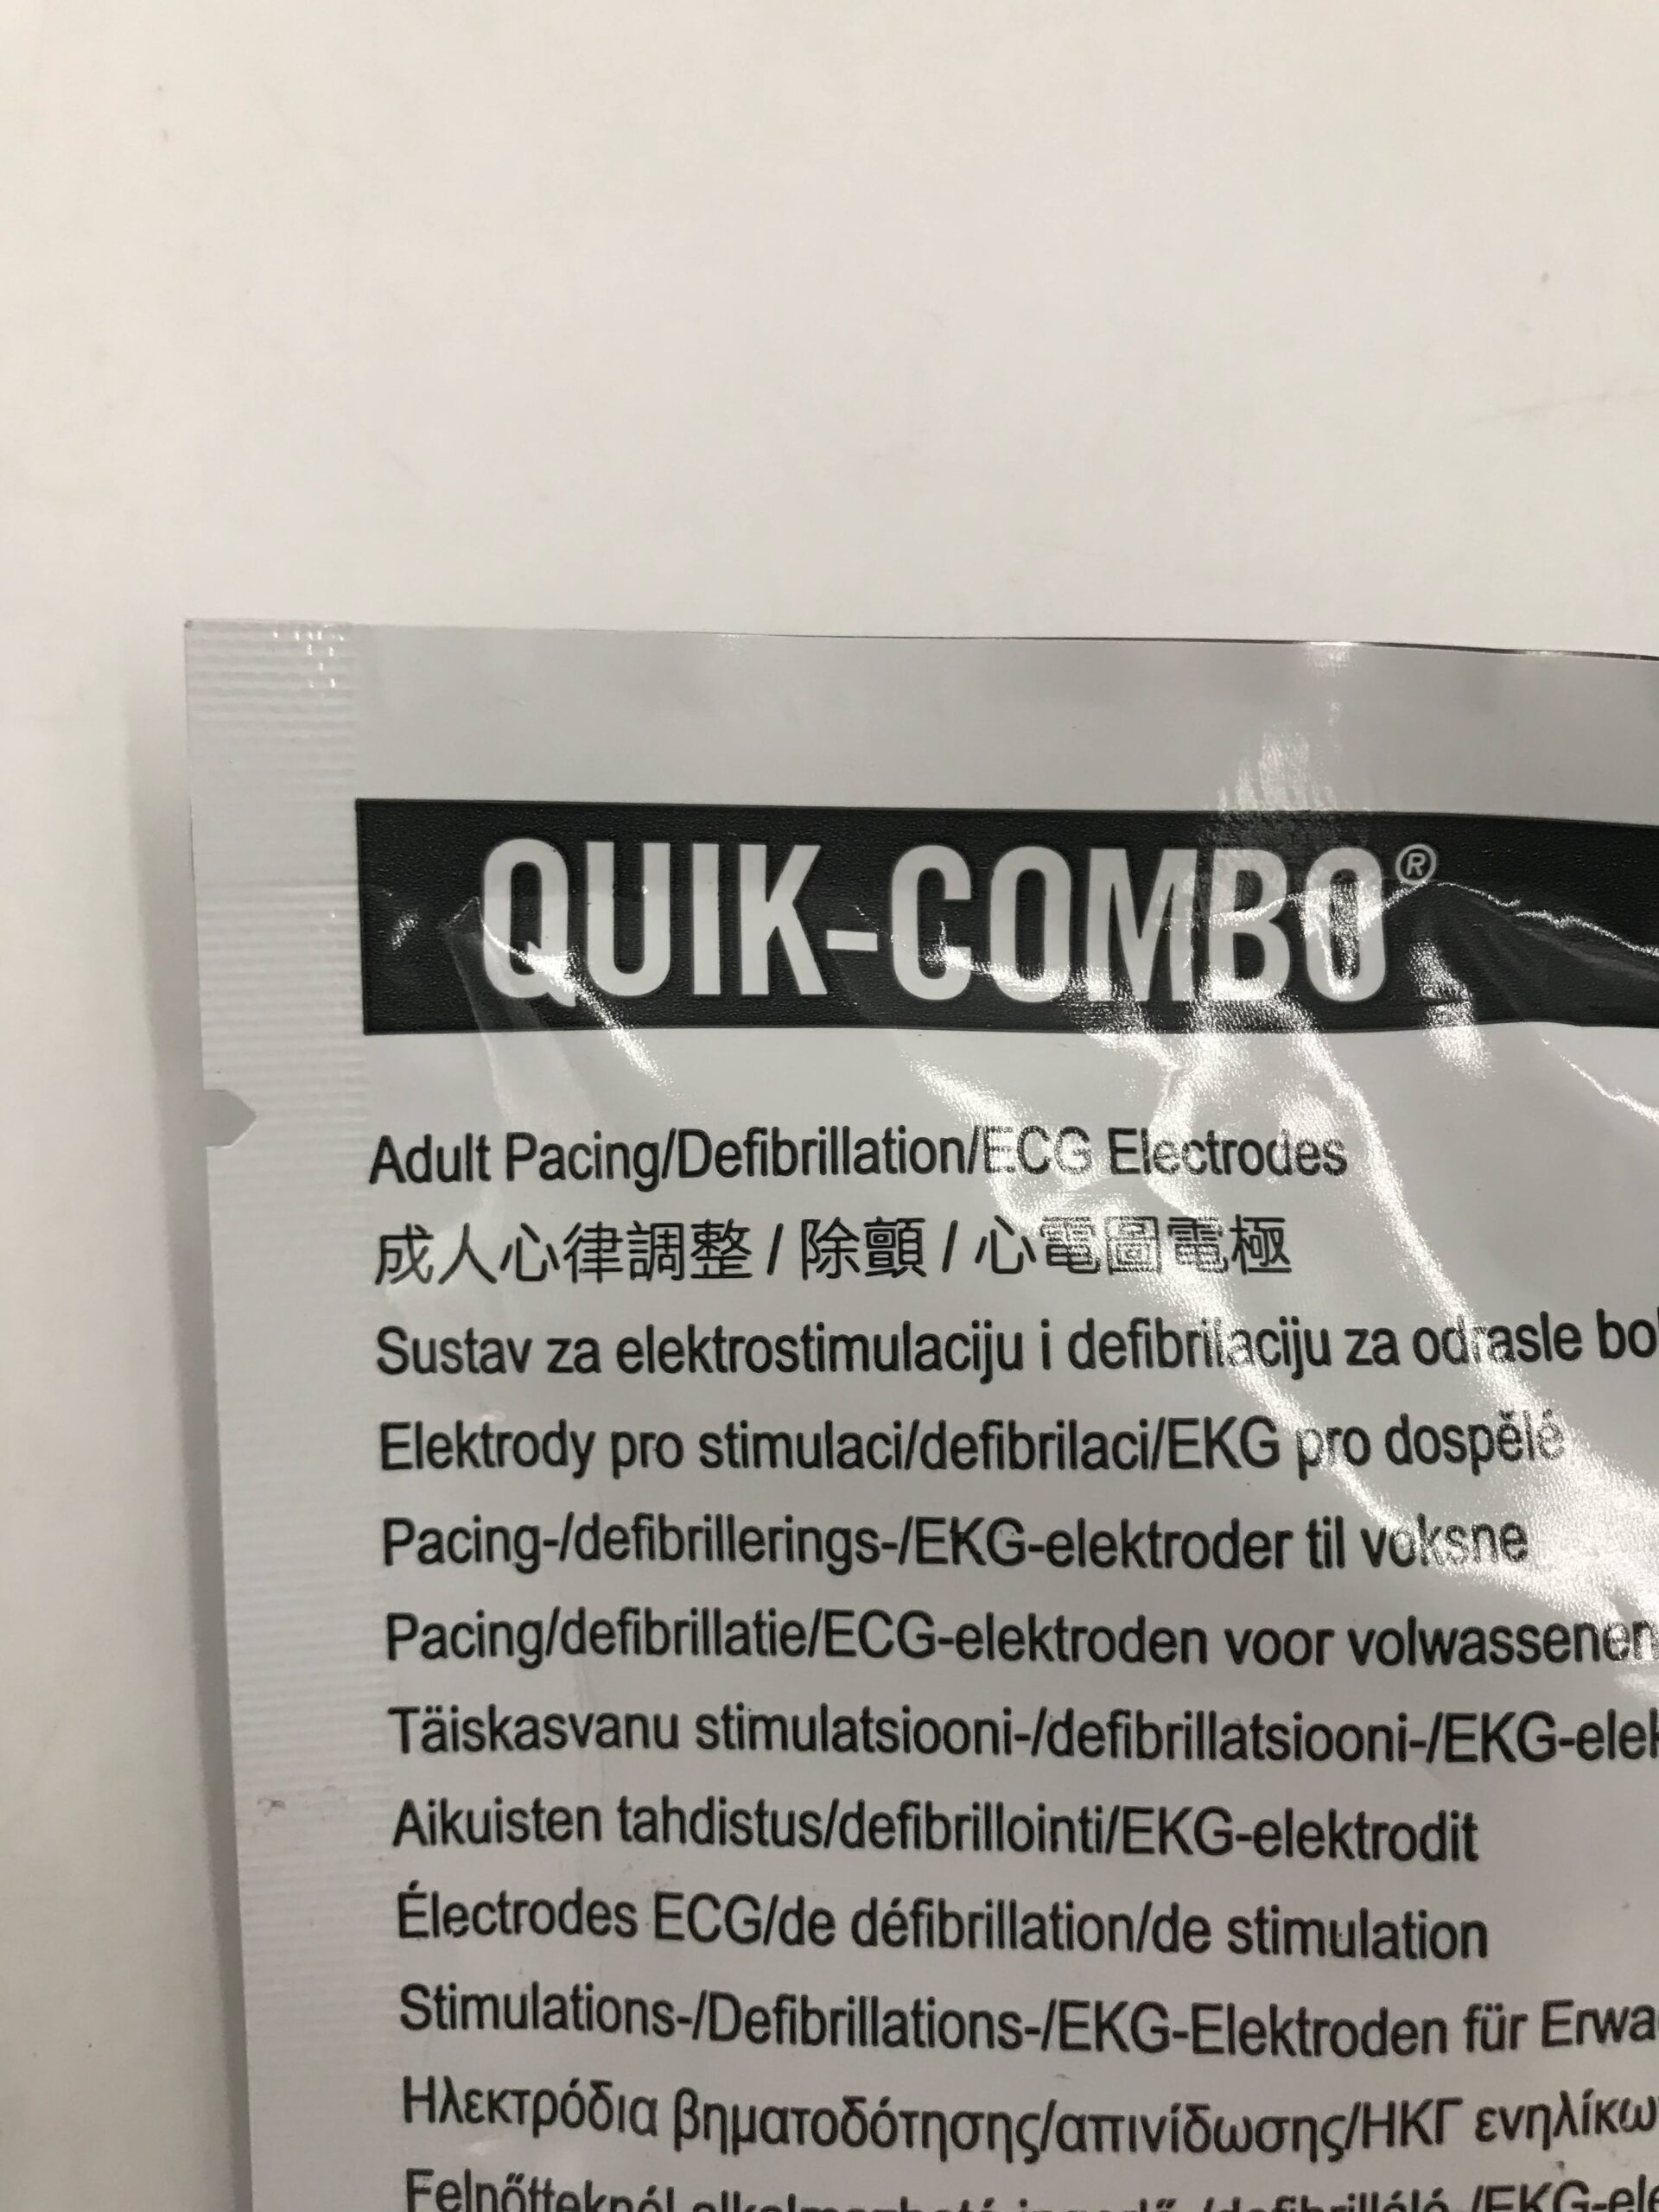 QUIK-COMBO®
Adult Pacing/Defibrillation/ECG Electrodes
成人心律調整 / 除顫 / 心電圖電極
Sustav za elektrostimulaciju i defibrilaciju za odrasle
Elektrody pro stimulaci/defibrilaci/EKG pro dospělé
Pacing-/defibrillerings-/EKG-elektroder til voksne
Pacing/defibrillatie/ECG-elektroden voor volwassenen
Täiskasvanu stimulatsiooni-/defibrillatsiooni-/EKG-
Aikuisten tahdistus/defibrillointi/EKG-elektrodit
Électrodes ECG/de défibrillation/de stimulation
Stimulations-/Defibrillations-/EKG-Elektroden für
Ηλεκτρόδια βηματοδότησης/απινίδωσης/ΗΚΓ
Felnőtteknél